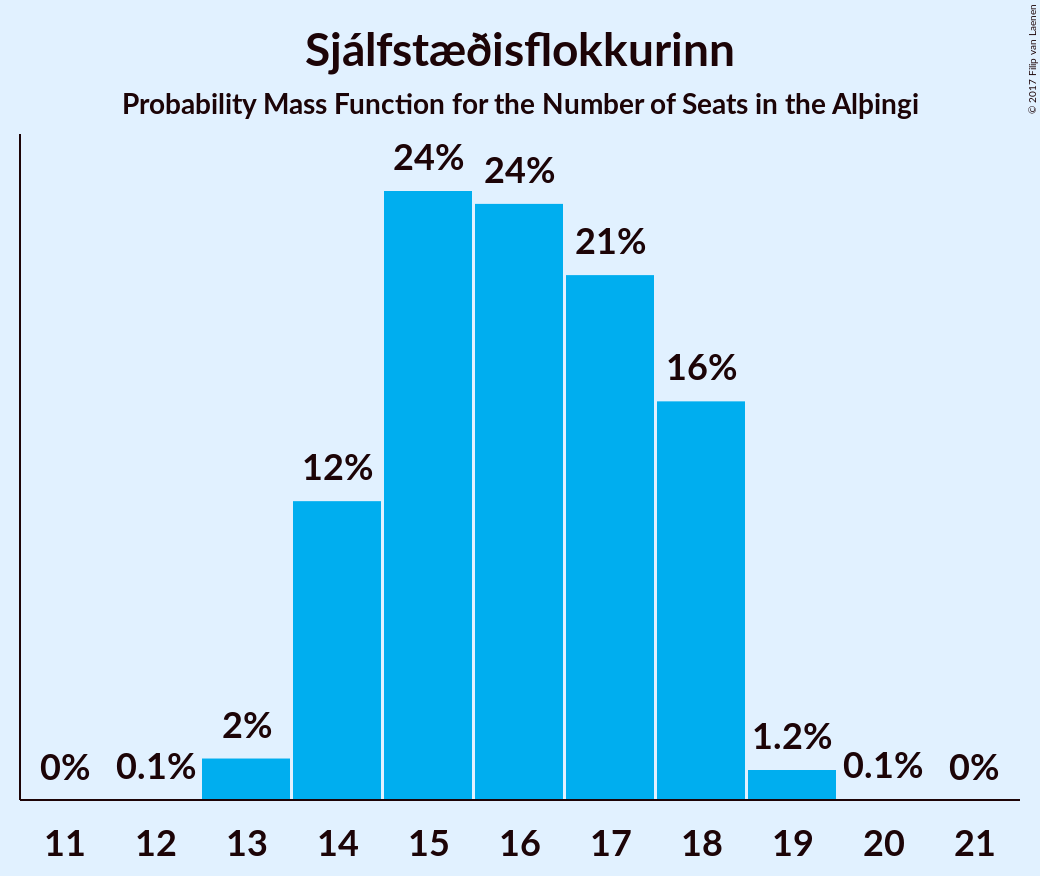 Sjálfstæðisflokkurinn
Probability Mass Function for the Number of Seats in the Alþingi
© 2017 Filip van Laenen
24%
24%
21%
16%
12%
2%
1.2%
0%
0.1%
0.1%
0%
11 12 13 14 15 16 17 18 19 20 21